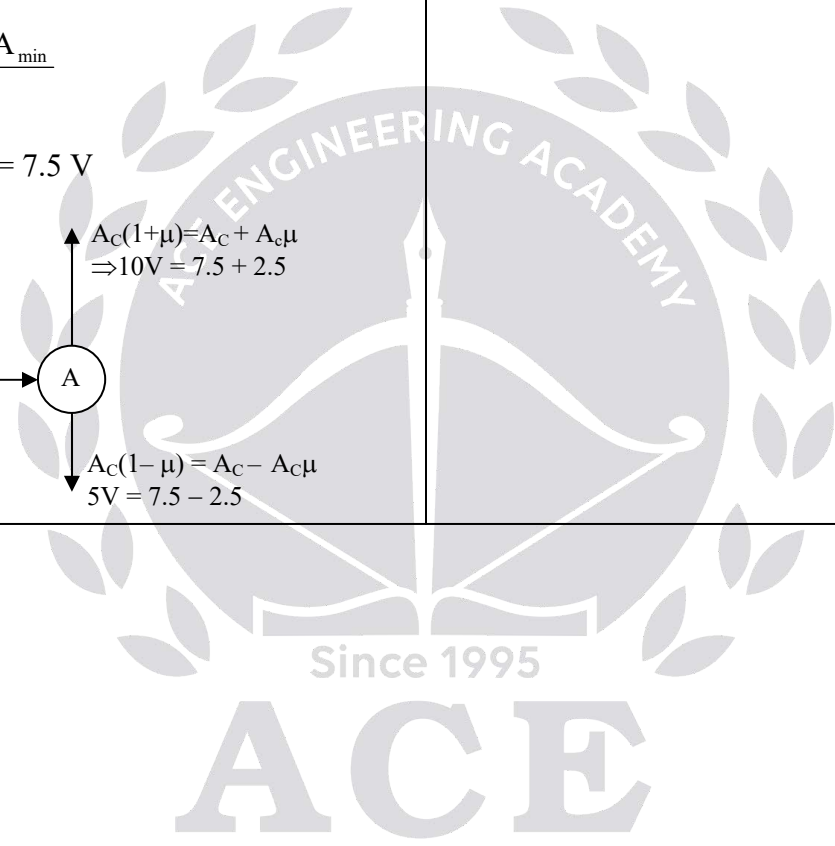 A_min
= 7.5 V
A_C(1+μ)=A_C + A_cμ
⇒10V = 7.5 + 2.5
A
A_C(1– μ) = A_C – A_Cμ
5V = 7.5 – 2.5
ACE ENGINEERING ACADEMY
Since 1995
ACE